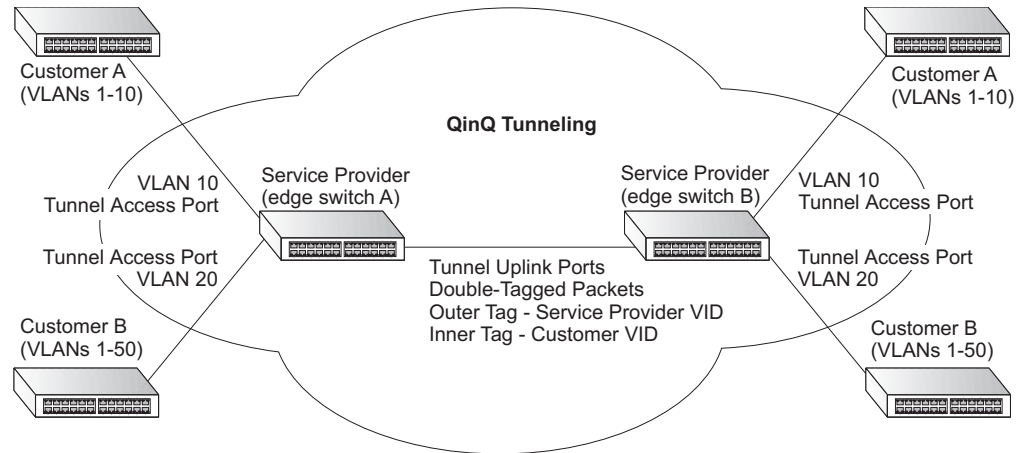 Customer A
(VLANs 1-10)
Customer A
(VLANs 1-10)
QinQ Tunneling
Service Provider
(edge switch A)
Service Provider
(edge switch B)
VLAN 10
Tunnel Access Port
VLAN 10
Tunnel Access Port
Tunnel Access Port
VLAN 20
Tunnel Uplink Ports
Double-Tagged Packets
Outer Tag - Service Provider VID
Inner Tag - Customer VID
Tunnel Access Port
VLAN 20
Customer B
(VLANs 1-50)
Customer B
(VLANs 1-50)